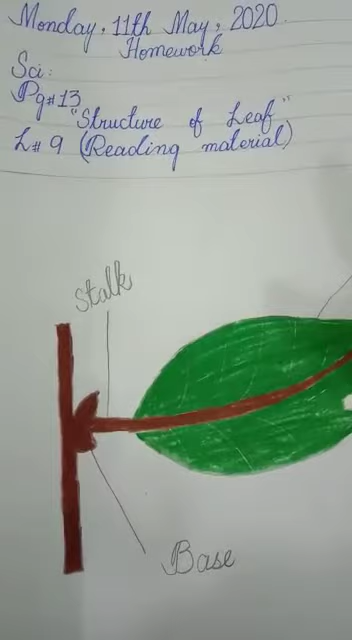 Monday, 11th May, 2020.
Homework
Sci:
Pg#13
"Structure of Leaf"
L# 9 (Reading material)
Stalk
Base